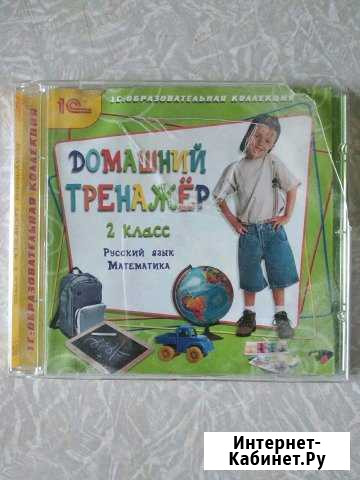 1С:ОБРАЗОВАТЕЛЬНАЯ КОЛЛЕКЦИЯ
1С
ДОМАШНИЙ
ТРЕНАЖЁР
2 класс
Русский язык
Математика
1С:ОБРАЗОВАТЕЛЬНАЯ КОЛЛЕКЦИЯ
Интернет-
Кабинет.Ру